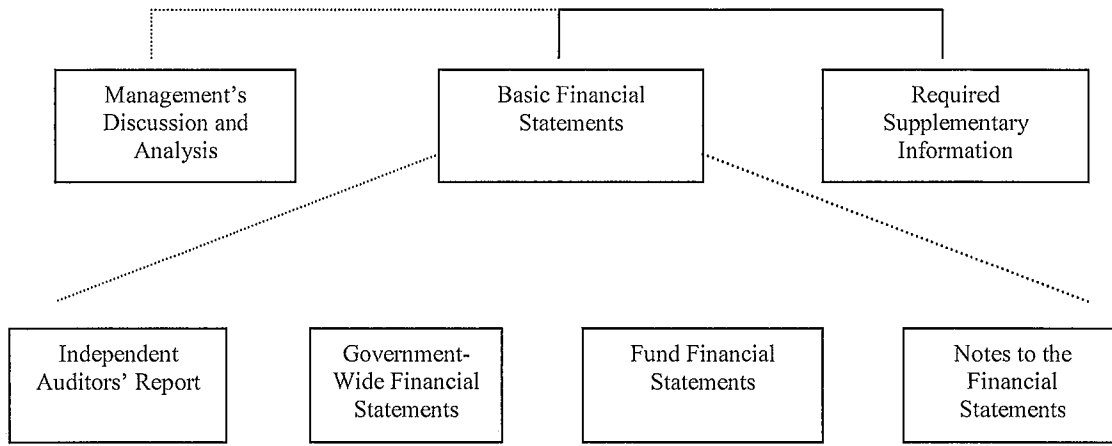 Management's
Discussion and
Analysis
Basic Financial
Statements
Required
Supplementary
Information
Independent
Auditors' Report
Government-
Wide Financial
Statements
Fund Financial
Statements
Notes to the
Financial
Statements